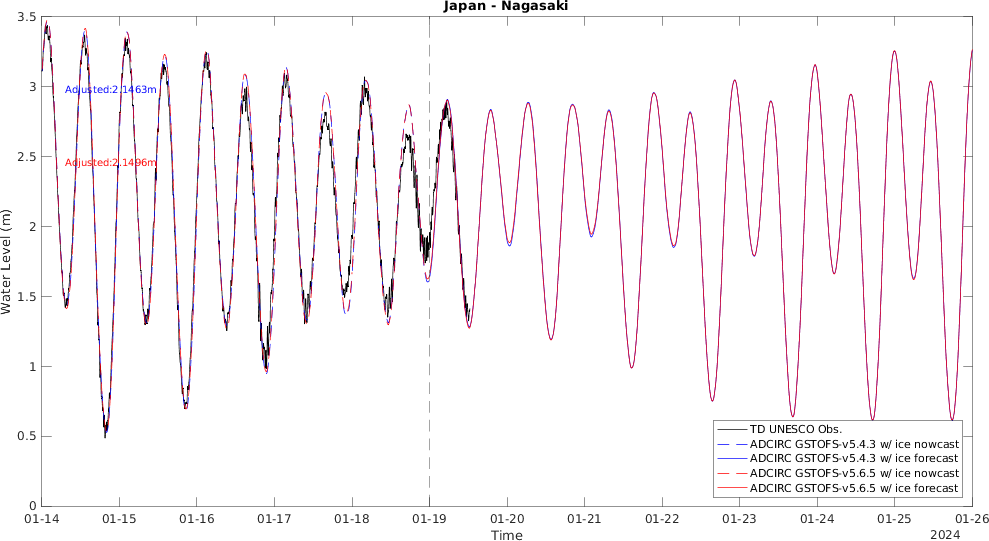 Japan - Nagasaki
3.5
3
2.5
2
1.5
1
0.5
0
Water Level (m)
Adjusted:2.1463m
Adjusted:2.1496m
TD UNESCO Obs.
ADCIRC GSTOFS-v5.4.3 w/ ice nowcast
ADCIRC GSTOFS-v5.4.3 w/ ice forecast
ADCIRC GSTOFS-v5.6.5 w/ ice nowcast
ADCIRC GSTOFS-v5.6.5 w/ ice forecast
01-14 01-15 01-16 01-17 01-18 01-19 01-20 01-21 01-22 01-23 01-24 01-25 01-26
Time
2024